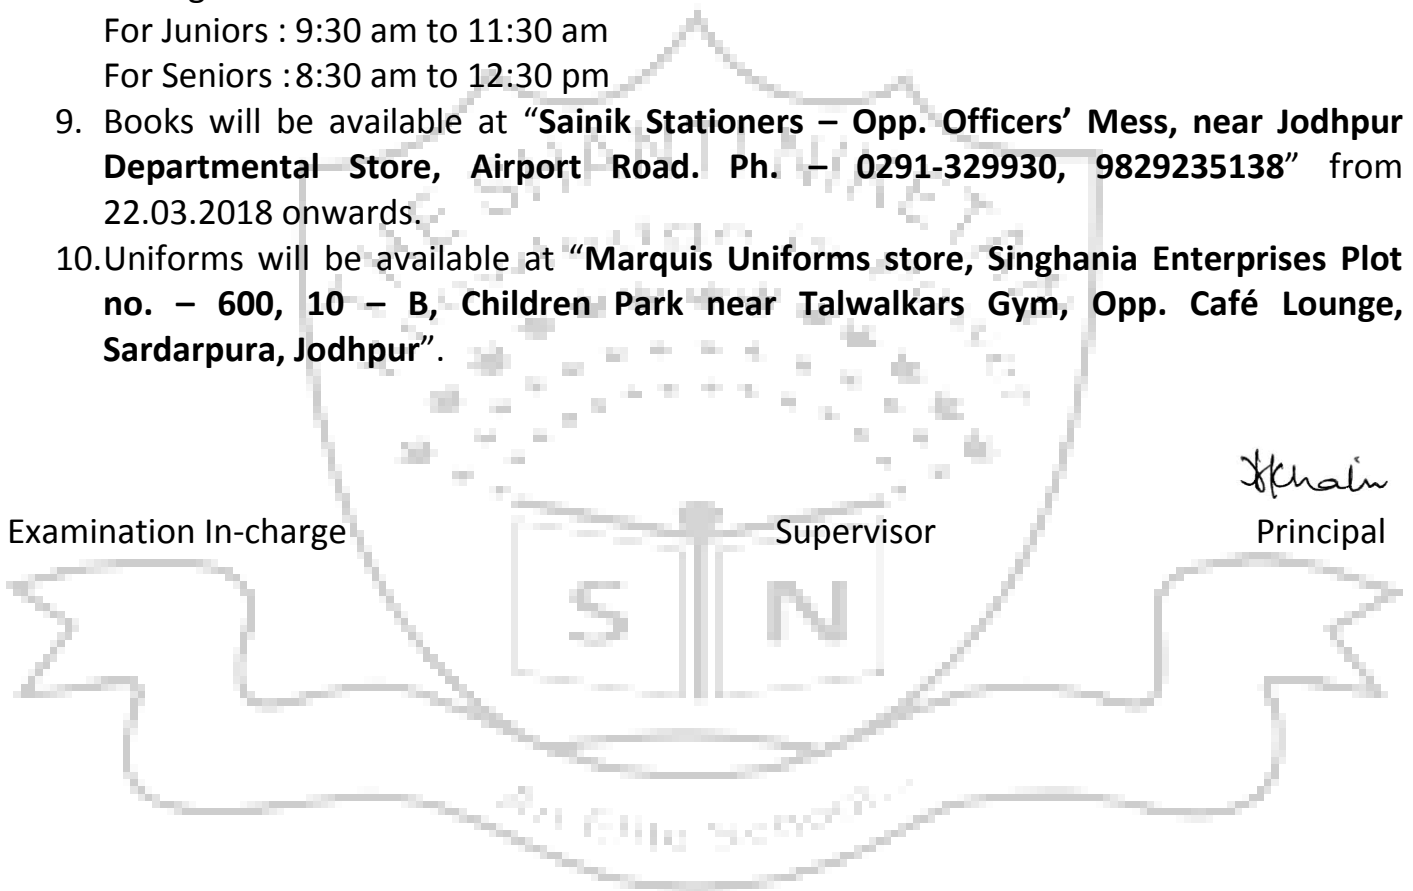 For Juniors : 9:30 am to 11:30 am
For Seniors : 8:30 am to 12:30 pm
9. Books will be available at “Sainik Stationers – Opp. Officers’ Mess, near Jodhpur
Departmental Store, Airport Road. Ph. – 0291-329930, 9829235138” from
22.03.2018 onwards.
10.Uniforms will be available at “Marquis Uniforms store, Singhania Enterprises Plot
no. – 600, 10 – B, Children Park near Talwalkars Gym, Opp. Café Lounge,
Sardarpura, Jodhpur”.
Examination In-charge Supervisor Principal
S N
An Elite School...